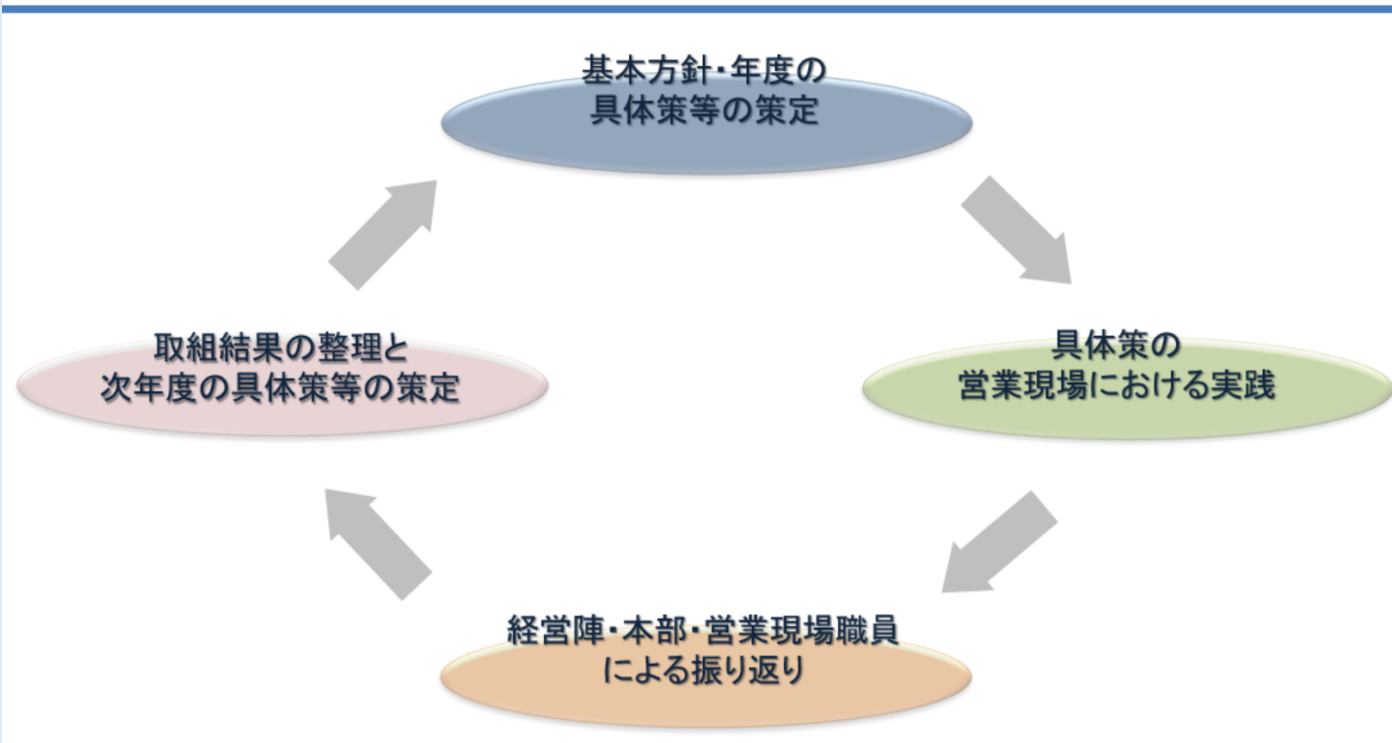 基本方針・年度の
具体策等の策定
取組結果の整理と
次年度の具体策等の策定
具体策の
営業現場における実践
経営陣・本部・営業現場職員
による振り返り